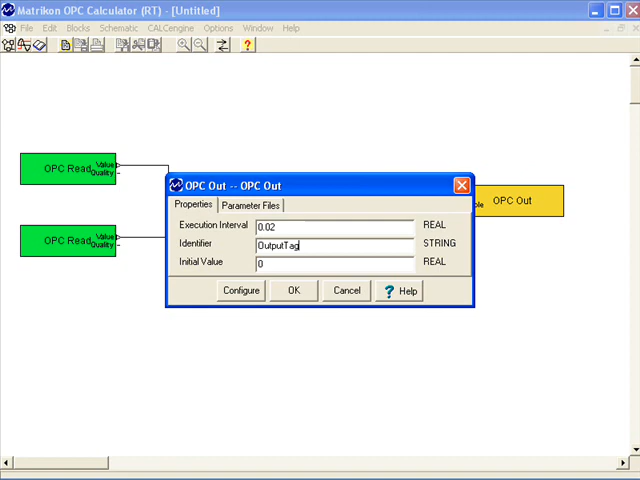 Matrikon OPC Calculator (RT) - [Untitled]
File Edit Blocks Schematic CALCengine Options Window Help
OPC Read Value Quality
OPC Read Value Quality
OPC Out -- OPC Out
Properties Parameter Files
Execution Interval 0.02 REAL
Identifier OutputTag STRING
Initial Value 0 REAL
Configure OK Cancel ? Help
ple OPC Out